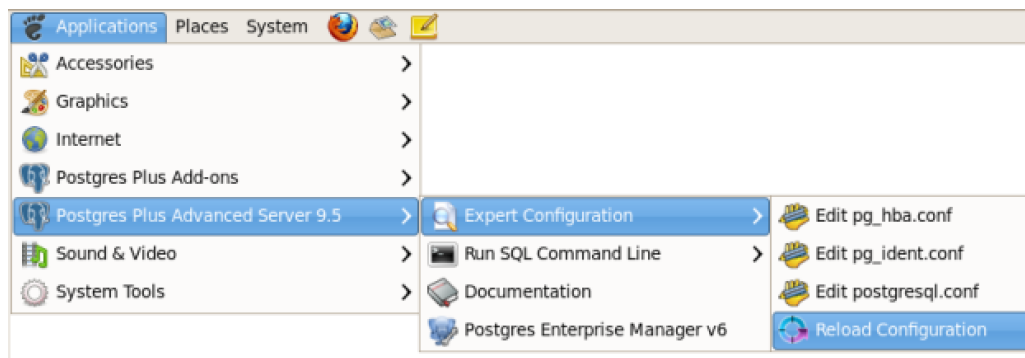 Applications Places System
Accessories
Graphics
Internet
Postgres Plus Add-ons
Postgres Plus Advanced Server 9.5
Sound & Video
System Tools
Expert Configuration
Run SQL Command Line
Documentation
Postgres Enterprise Manager v6
Edit pg_hba.conf
Edit pg_ident.conf
Edit postgresql.conf
Reload Configuration